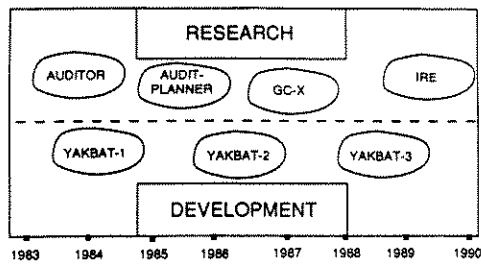 RESEARCH
AUDITOR
AUDIT-
PLANNER
GC-X
IRE
YAKBAT-1
YAKBAT-2
YAKBAT-3
DEVELOPMENT
1983 1984 1985 1986 1987 1988 1989 1990